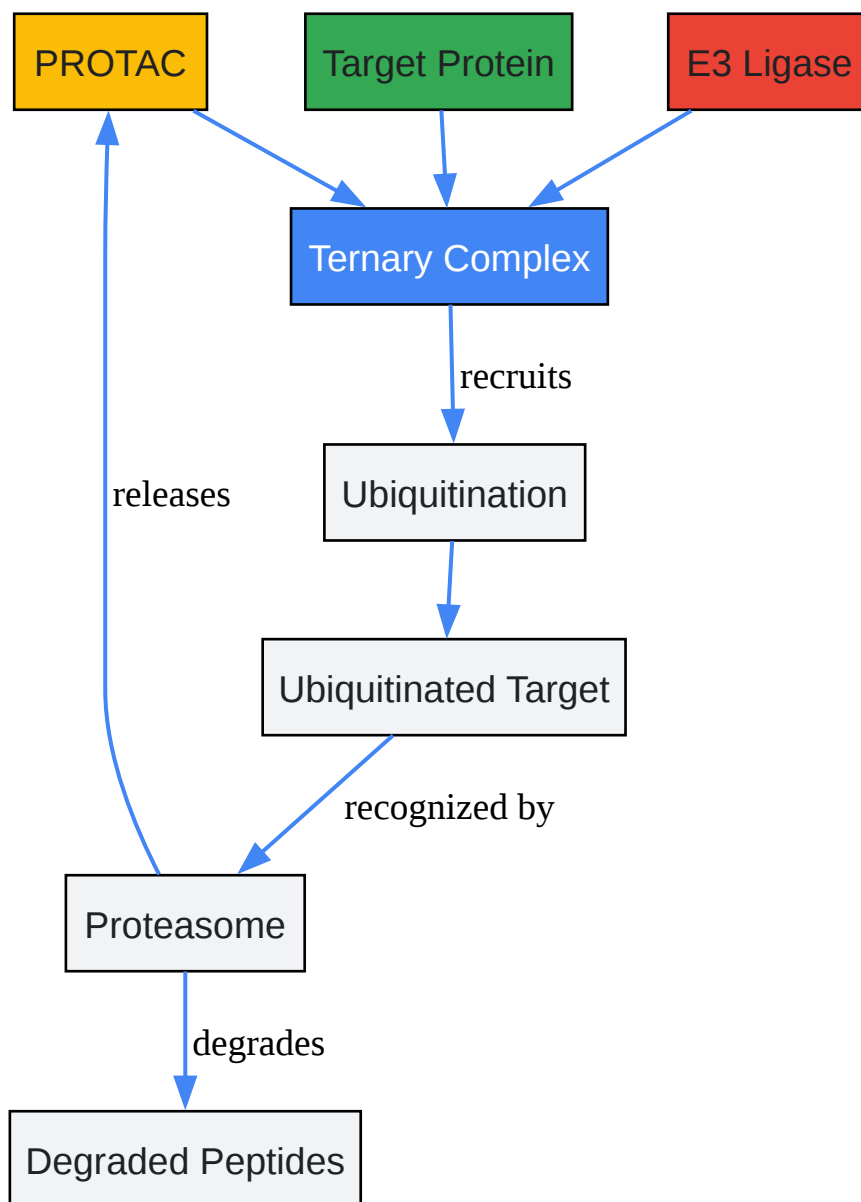 PROTAC
Target Protein
E3 Ligase
Ternary Complex
recruits
Ubiquitination
releases
Ubiquitinated Target
recognized by
Proteasome
degrades
Degraded Peptides